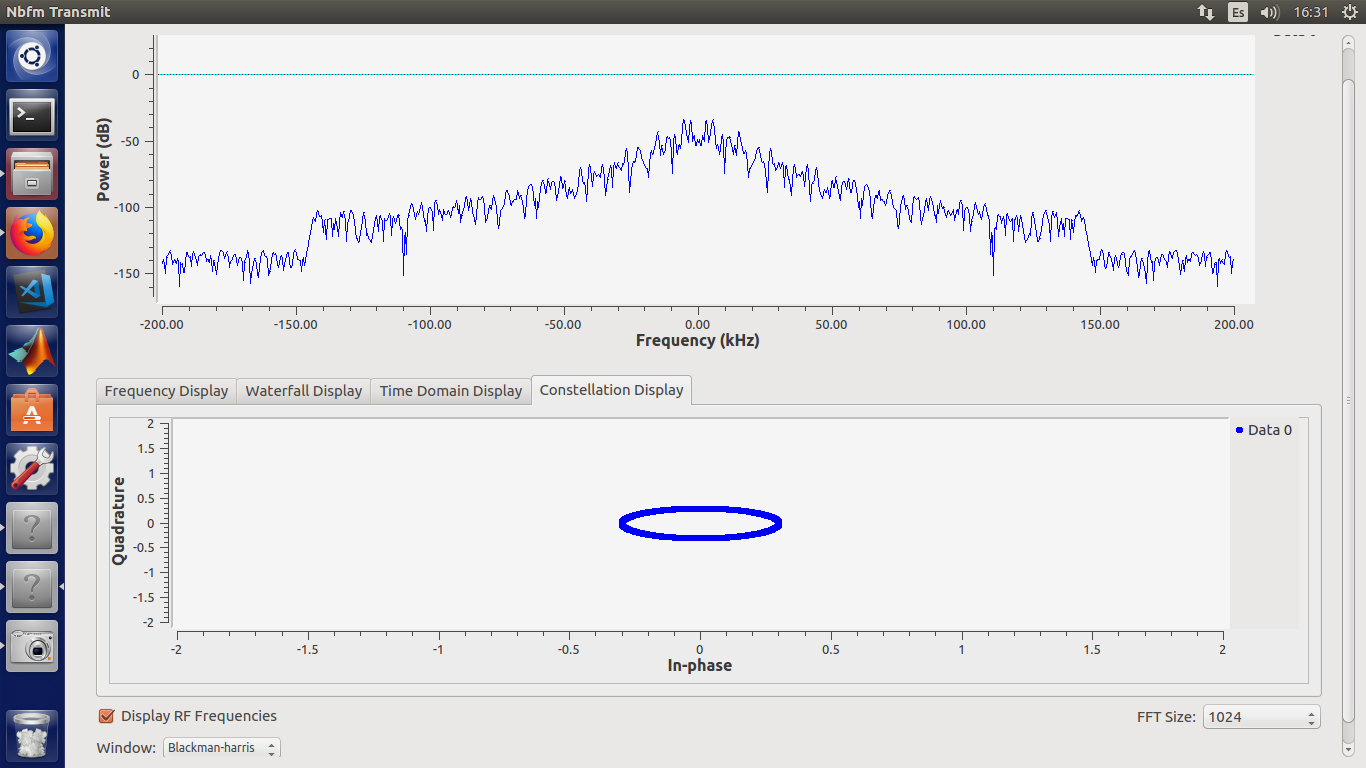 Nbfm Transmit
Es
16:31
0
-50
-100
-150
Power (dB)
-200.00 -150.00 -100.00 -50.00 0.00 50.00 100.00 150.00 200.00
Frequency (kHz)
Frequency Display Waterfall Display Time Domain Display Constellation Display
2
1.5
1
0.5
0
-0.5
-1
-1.5
-2
Quadrature
Data 0
-2 -1.5 -1 -0.5 0 0.5 1 1.5 2
In-phase
Display RF Frequencies
FFT Size: 1024
Window: Blackman-harris